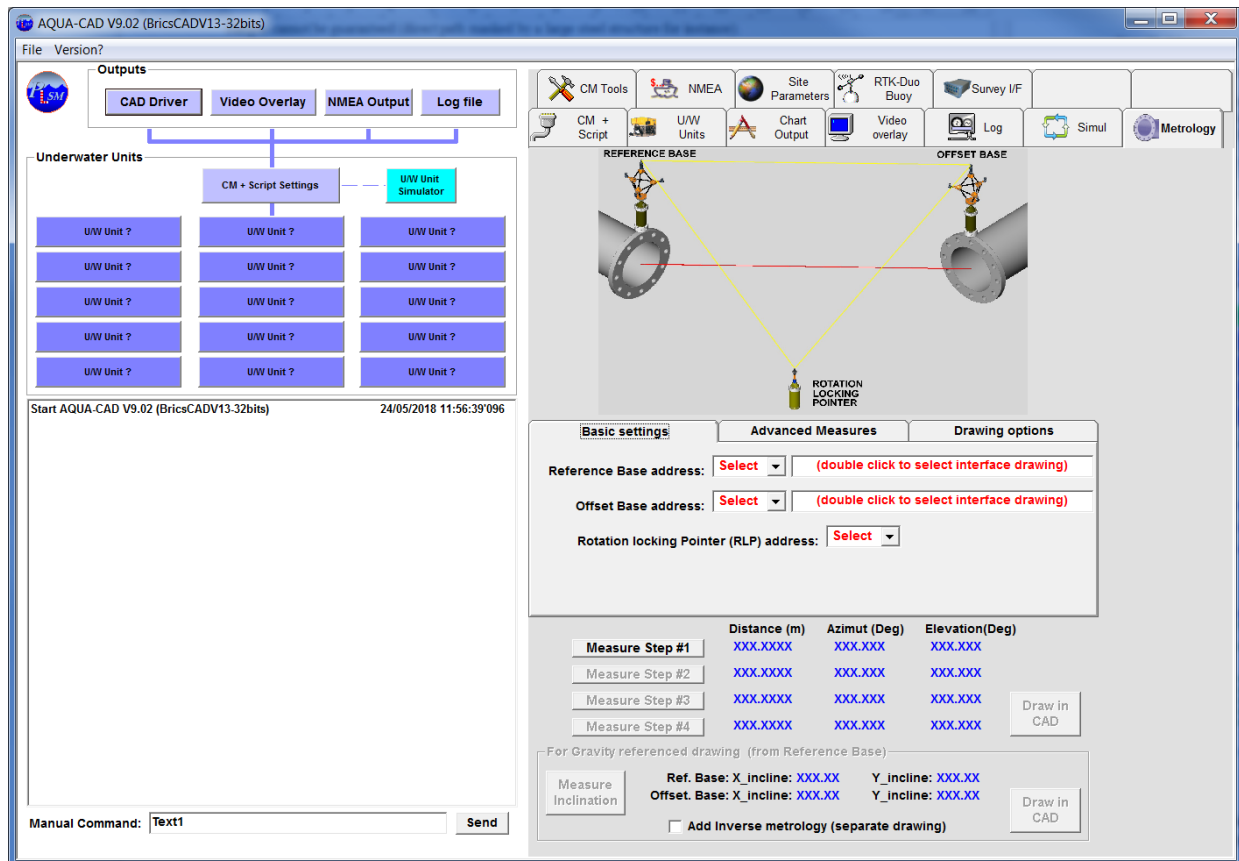 AQUA-CAD V9.02 (BricsCADV13-32bits)
File Version?
PLSM
Outputs
CAD Driver
Video Overlay
NMEA Output
Log file
Underwater Units
CM + Script Settings
U/W Unit
Simulator
U/W Unit ? U/W Unit ? U/W Unit ?
U/W Unit ? U/W Unit ? U/W Unit ?
U/W Unit ? U/W Unit ? U/W Unit ?
U/W Unit ? U/W Unit ? U/W Unit ?
U/W Unit ? U/W Unit ? U/W Unit ?
Start AQUA-CAD V9.02 (BricsCADV13-32bits) 24/05/2018 11:56:39'096
Manual Command: Text1 Send
CM Tools
NMEA
Site
Parameters
RTK-Duo
Buoy
Survey I/F
CM +
Script
U/W
Units
Chart
Output
Video
overlay
Log
Simul
Metrology
REFERENCE BASE
OFFSET BASE
ROTATION
LOCKING
POINTER
Basic settings
Advanced Measures
Drawing options
Reference Base address: Select (double click to select interface drawing)
Offset Base address: Select (double click to select interface drawing)
Rotation locking Pointer (RLP) address: Select
Distance (m) Azimut (Deg) Elevation(Deg)
Measure Step #1 XXX.XXXX XXX.XXX XXX.XXX
Measure Step #2 XXX.XXXX XXX.XXX XXX.XXX
Measure Step #3 XXX.XXXX XXX.XXX XXX.XXX
Measure Step #4 XXX.XXXX XXX.XXX XXX.XXX
Draw in
CAD
For Gravity referenced drawing (from Reference Base)
Measure
Inclination
Ref. Base: X_incline: XXX.XX Y_incline: XXX.XX
Offset. Base: X_incline: XXX.XX Y_incline: XXX.XX
Add Inverse metrology (separate drawing)
Draw in
CAD